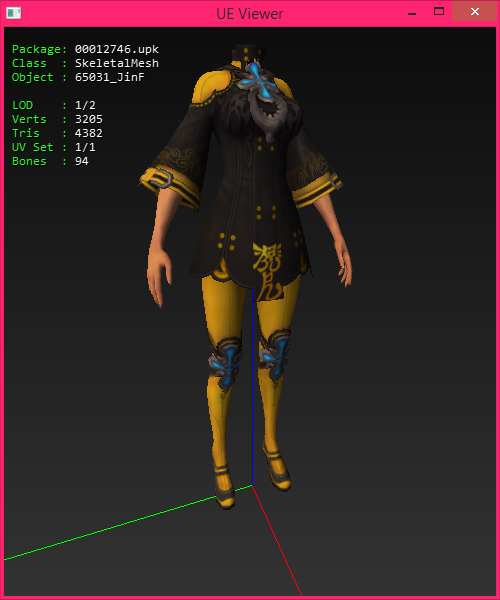 UE Viewer
Package: 00012746.upk
Class : SkeletalMesh
Object : 65031_JinF
LOD : 1/2
Verts : 3205
Tris : 4382
UV Set : 1/1
Bones : 94